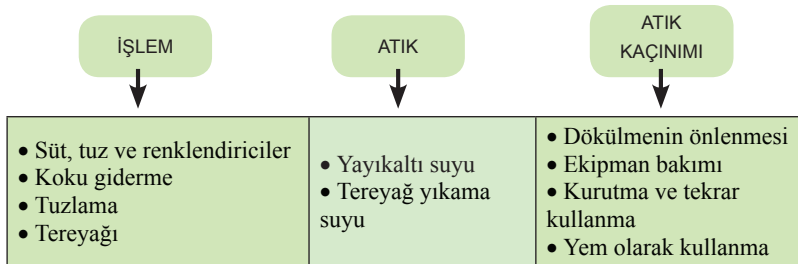 İŞLEM
ATIK
ATIK
KAÇINIMI
• Süt, tuz ve renklendiriciler
• Koku giderme
• Tuzlama
• Tereyağı
• Yayıkaltı suyu
• Tereyağ yıkama
suyu
• Dökülmenin önlenmesi
• Ekipman bakımı
• Kurutma ve tekrar
kullanma
• Yem olarak kullanma